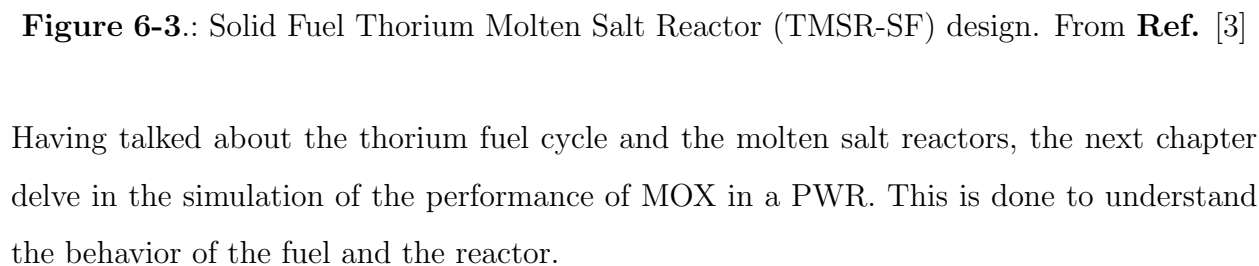 Figure 6-3.: Solid Fuel Thorium Molten Salt Reactor (TMSR-SF) design. From Ref. [3]
Having talked about the thorium fuel cycle and the molten salt reactors, the next chapter
delve in the simulation of the performance of MOX in a PWR. This is done to understand
the behavior of the fuel and the reactor.